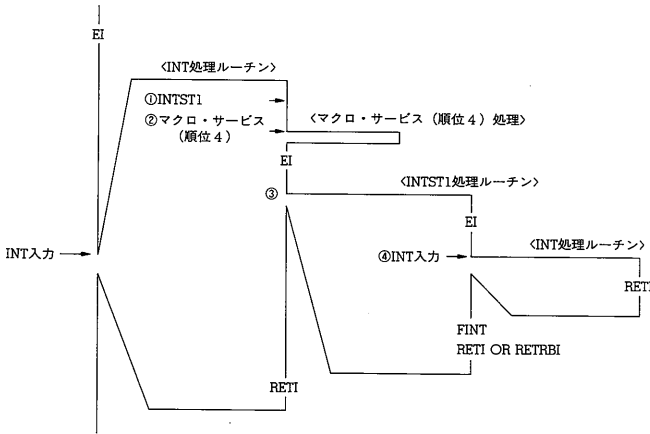 EI
〈INT処理ルーチン〉
①INTST1
②マクロ・サービス
(順位4)
〈マクロ・サービス(順位4)処理〉
EI
③
〈INTST1処理ルーチン〉
EI
〈INT処理ルーチン〉
INT入力
④INT入力
RETI
FINT
RETI OR RETRBI
RETI